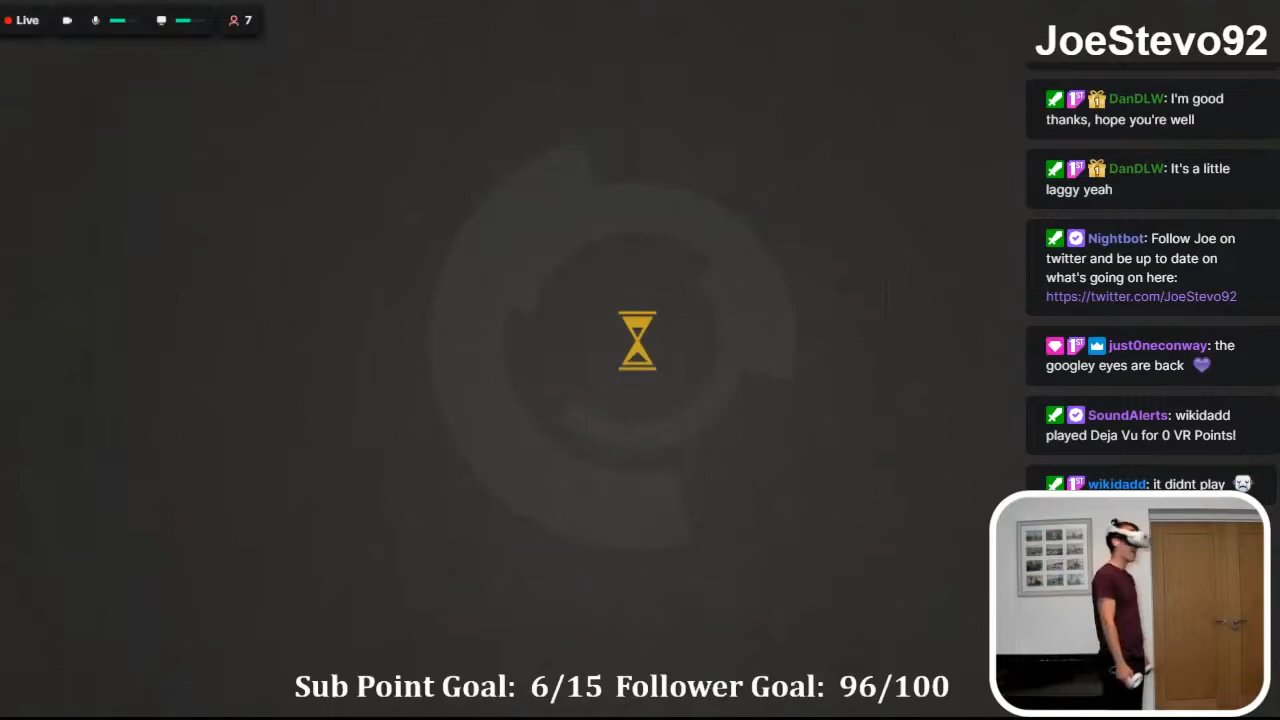 Live
7
JoeStevo92
DanDLW: I'm good
thanks, hope you're well
DanDLW: It's a little
laggy yeah
Nightbot: Follow Joe on
twitter and be up to date on
what's going on here:
https://twitter.com/JoeStevo92
just0neconway: the
googley eyes are back
SoundAlerts: wikidadd
played Deja Vu for 0 VR Points!
wikidadd: it didnt play
Sub Point Goal: 6/15 Follower Goal: 96/100